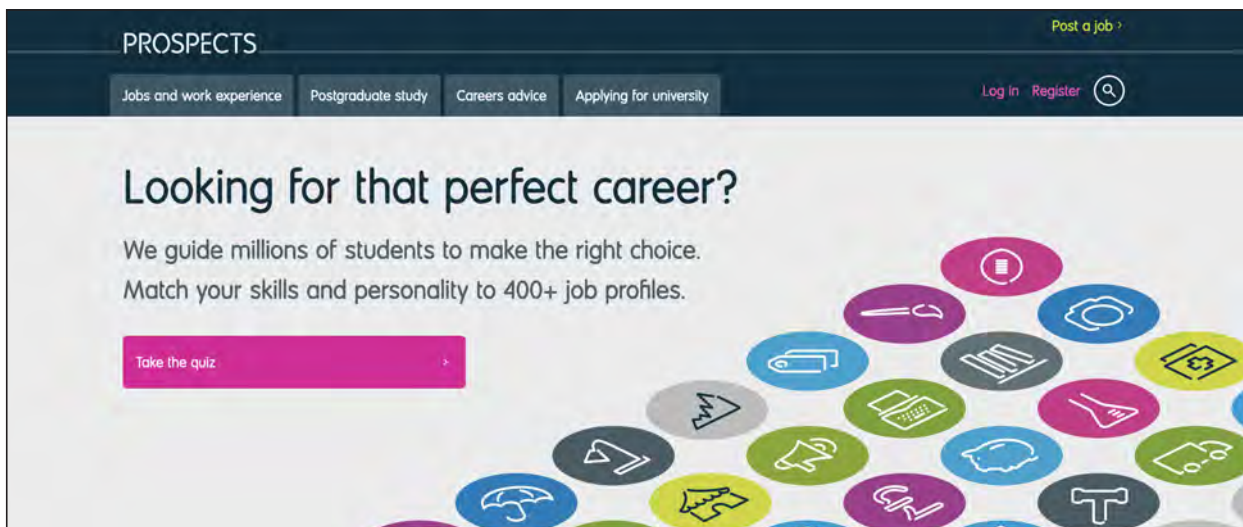 Post a job ›
PROSPECTS
Jobs and work experience
Postgraduate study
Careers advice
Applying for university
Log in
Register
Looking for that perfect career?
We guide millions of students to make the right choice.
Match your skills and personality to 400+ job profiles.
Take the quiz ›